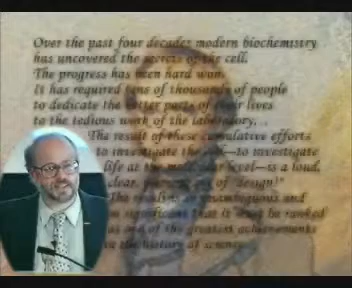 Over the past four decades modern biochemistry
has uncovered the secrets of the cell.
The progress has been hard won.
It has required tens of thousands of people
to dedicate the better parts of their lives
to the tedious work of the laboratory...
The result of these cumulative efforts
to investigate the cell—to investigate
life at the molecular level—is a loud,
clear, piercing cry of "design!"
The result is so unambiguous and
so significant that it must be ranked
as one of the greatest achievements
in the history of science.